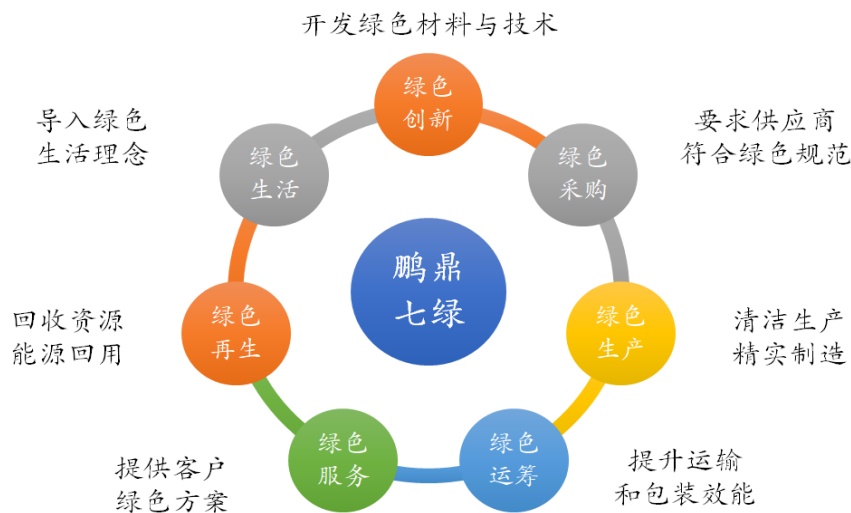 开发绿色材料与技术
绿色
创新
要求供应商
符合绿色规范
绿色
采购
清洁生产
精实制造
绿色
生产
提升运输
和包装效能
绿色
运筹
提供客户
绿色方案
绿色
服务
回收资源
能源回用
绿色
再生
导入绿色
生活理念
绿色
生活
鹏鼎
七绿